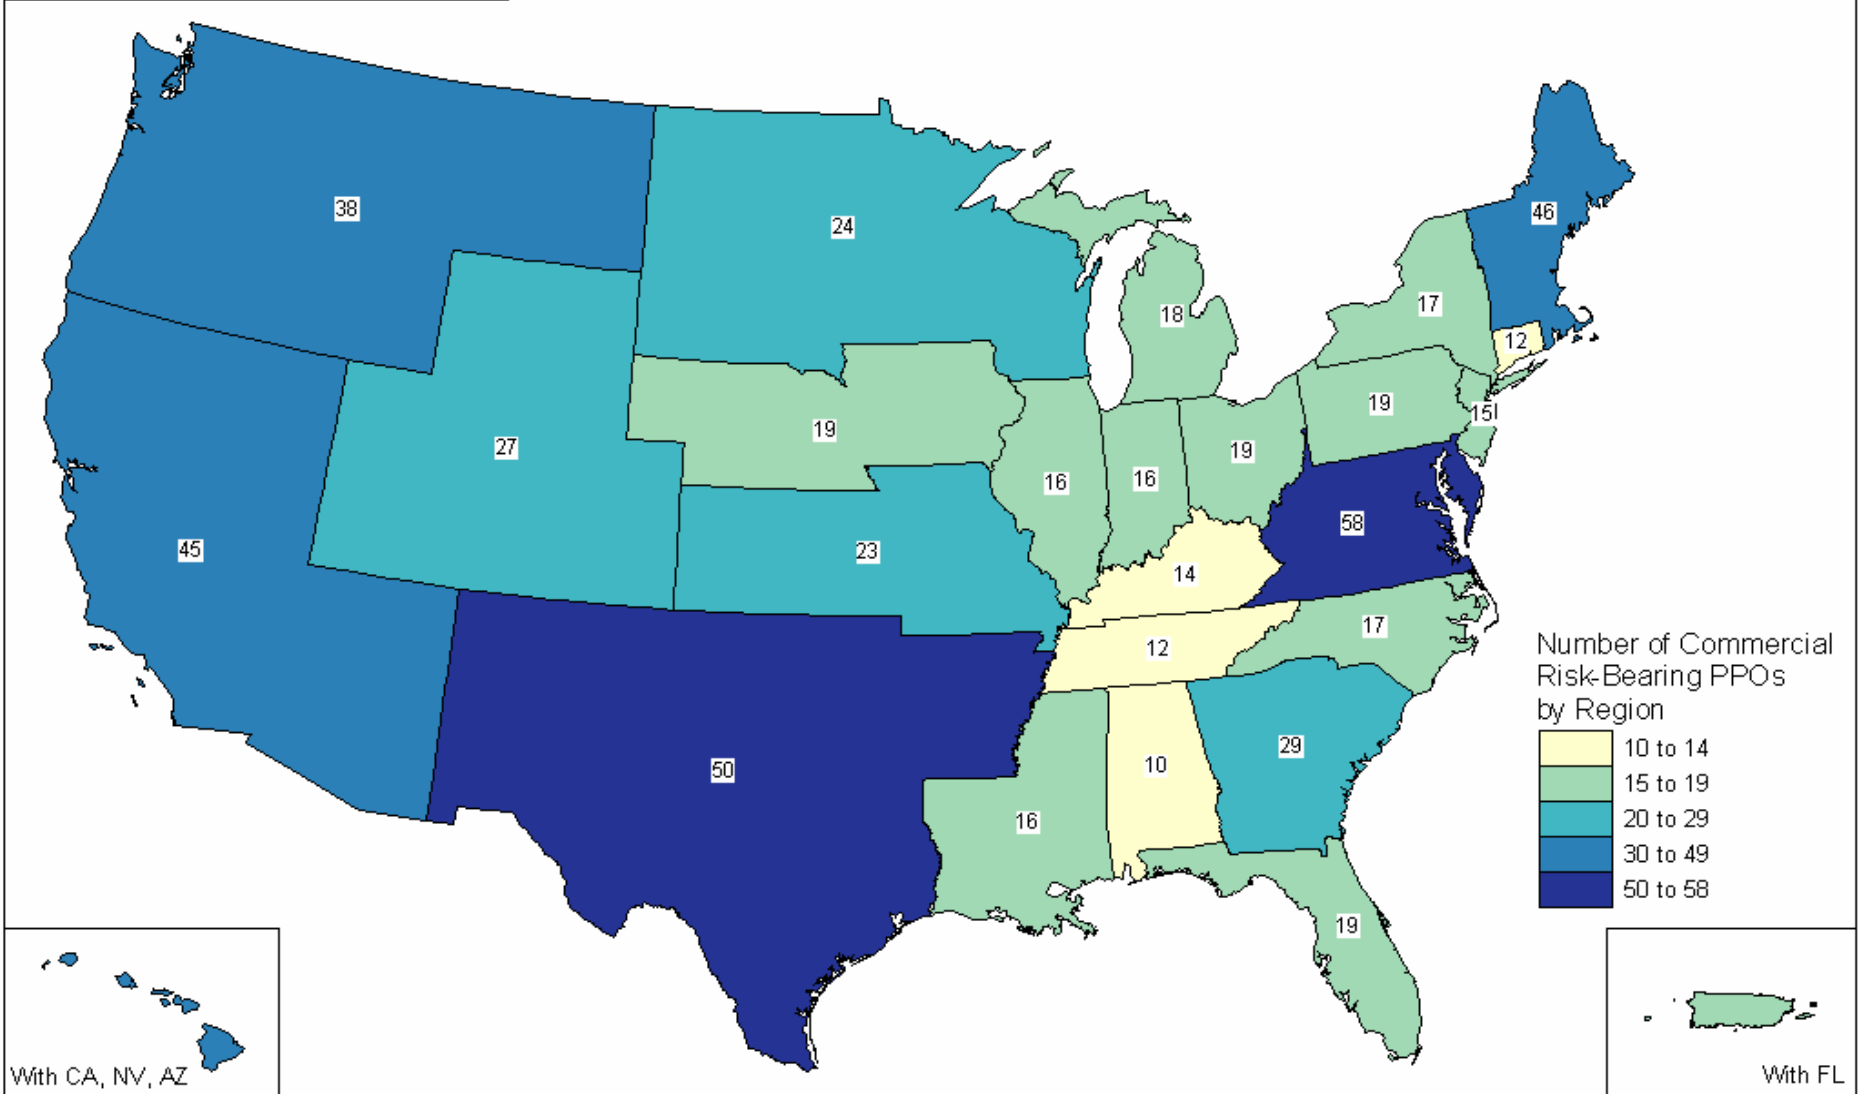 38
24
46
17
18
12
19
15
27
19
19
16
16
58
45
23
14
17
12
Number of Commercial
Risk-Bearing PPOs
by Region
10 to 14
15 to 19
20 to 29
30 to 49
50 to 58
29
50
10
16
19
With CA, NV, AZ
With FL